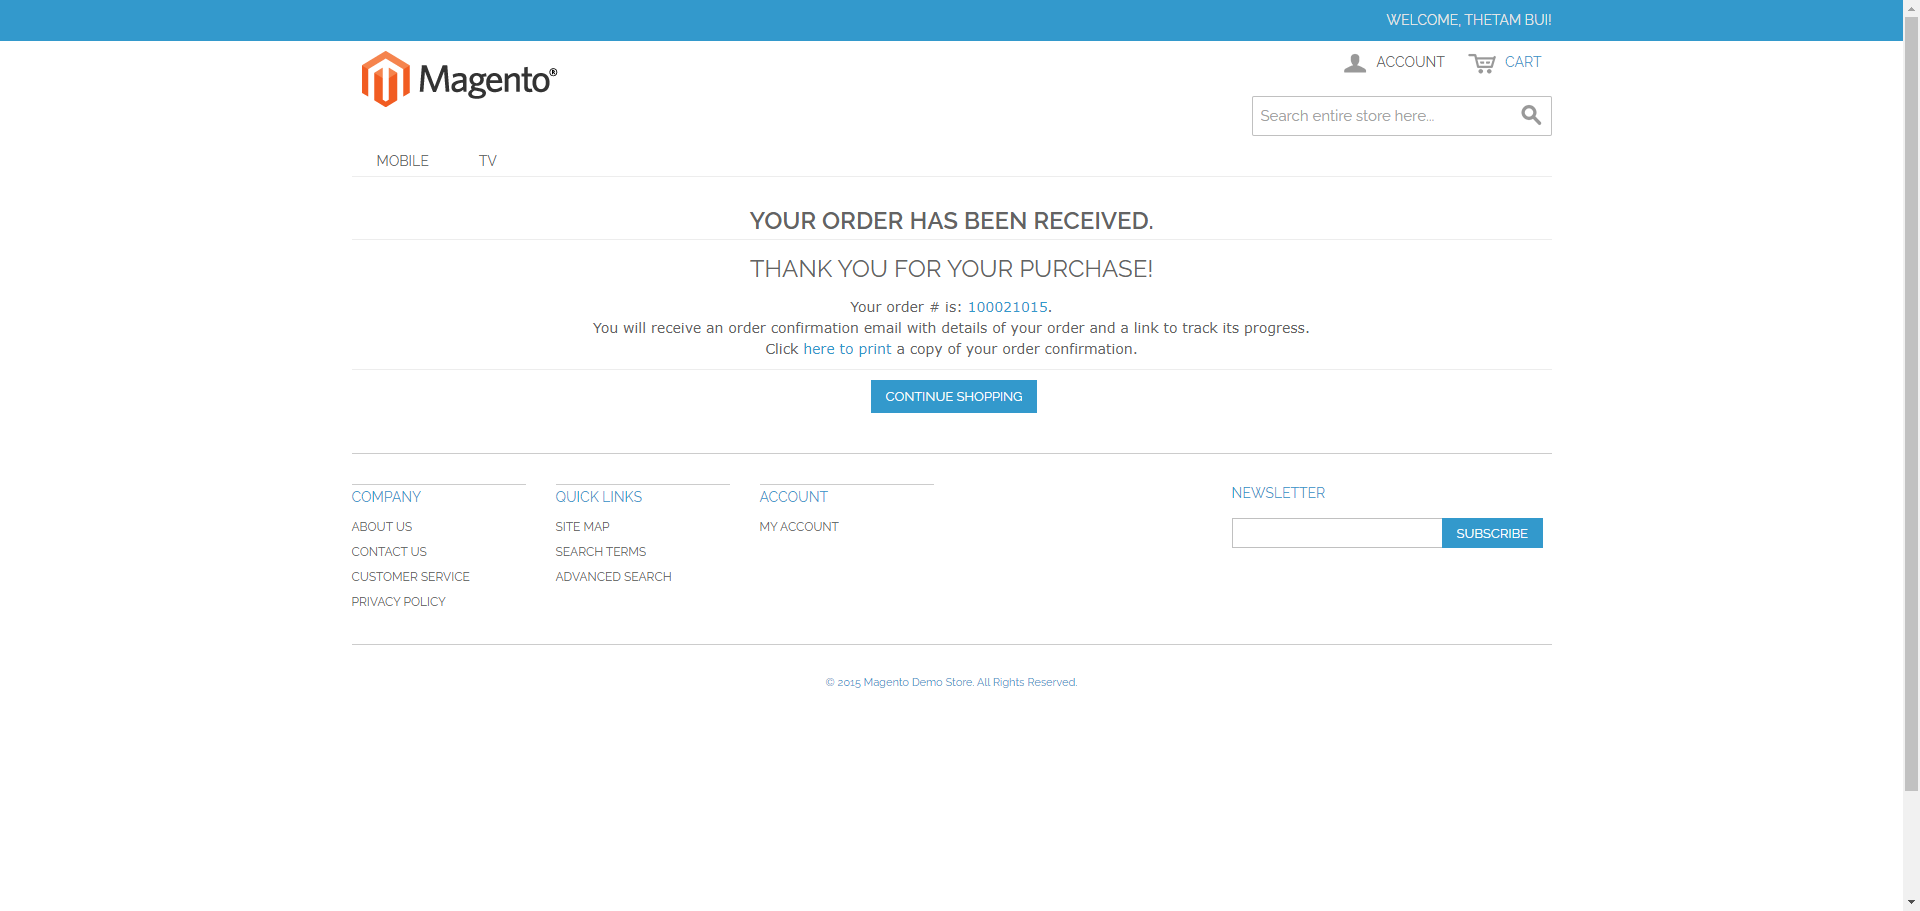 WELCOME, THETAM BUI!
Magento®
ACCOUNT
CART
Search entire store here...
MOBILE
TV
YOUR ORDER HAS BEEN RECEIVED.
THANK YOU FOR YOUR PURCHASE!
Your order # is: 100021015.
You will receive an order confirmation email with details of your order and a link to track its progress.
Click here to print a copy of your order confirmation.
CONTINUE SHOPPING
COMPANY
ABOUT US
CONTACT US
CUSTOMER SERVICE
PRIVACY POLICY
QUICK LINKS
SITE MAP
SEARCH TERMS
ADVANCED SEARCH
ACCOUNT
MY ACCOUNT
NEWSLETTER
SUBSCRIBE
© 2015 Magento Demo Store. All Rights Reserved.